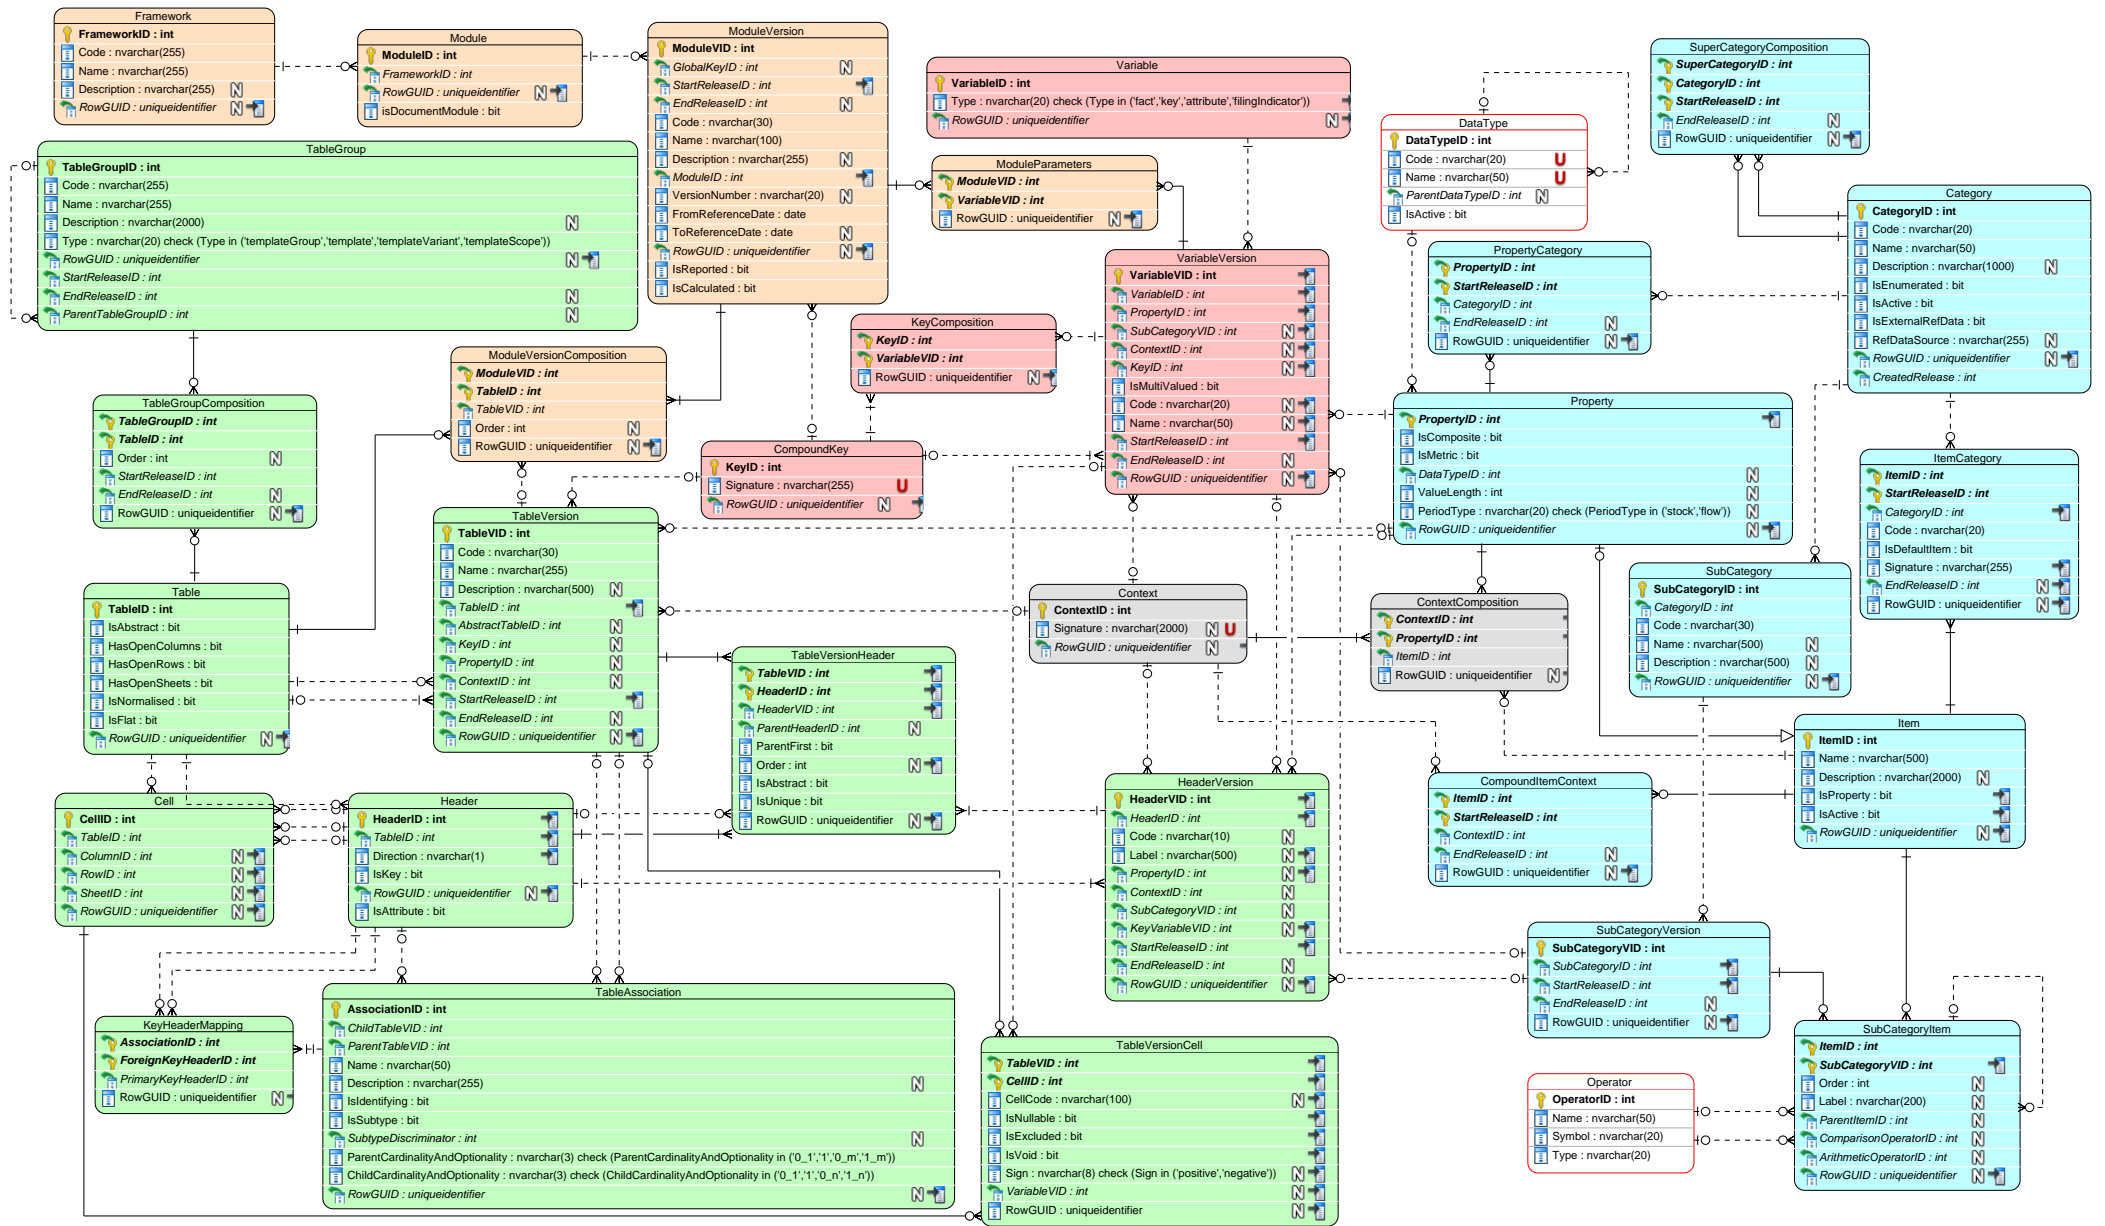 Framework
FrameworkID : int
Code : nvarchar(255)
Name : nvarchar(255)
Description : nvarchar(255) N
RowGUID : uniqueidentifier N
Module
ModuleID : int
FrameworkID : int
RowGUID : uniqueidentifier N
isDocumentModule : bit
ModuleVersion
ModuleVID : int
GlobalKeyID : int N
StartReleaseID : int
EndReleaseID : int N
Code : nvarchar(30)
Name : nvarchar(100)
Description : nvarchar(255) N
ModuleID : int
VersionNumber : nvarchar(20) N
FromReferenceDate : date
ToReferenceDate : date N
RowGUID : uniqueidentifier N
IsReported : bit
IsCalculated : bit
Variable
VariableID : int
Type : nvarchar(20) check (Type in ('fact','key','attribute','filingIndicator'))
RowGUID : uniqueidentifier N
ModuleParameters
ModuleVID : int
VariableVID : int
RowGUID : uniqueidentifier N
DataType
DataTypeID : int
Code : nvarchar(20) U
Name : nvarchar(50) U
ParentDataTypeID : int N
IsActive : bit
SuperCategoryComposition
SuperCategoryID : int
CategoryID : int
StartReleaseID : int
EndReleaseID : int N
RowGUID : uniqueidentifier N
TableGroup
TableGroupID : int
Code : nvarchar(255)
Name : nvarchar(255)
Description : nvarchar(2000) N
Type : nvarchar(20) check (Type in ('templateGroup','template','templateVariant','templateScope'))
RowGUID : uniqueidentifier N
StartReleaseID : int
EndReleaseID : int N
ParentTableGroupID : int N
Category
CategoryID : int
Code : nvarchar(20)
Name : nvarchar(50)
Description : nvarchar(1000) N
IsEnumerated : bit
IsActive : bit
IsExternalRefData : bit
RefDataSource : nvarchar(255) N
RowGUID : uniqueidentifier N
CreatedRelease : int
PropertyCategory
PropertyID : int
StartReleaseID : int
CategoryID : int
EndReleaseID : int N
RowGUID : uniqueidentifier N
VariableVersion
VariableVID : int
VariableID : int
PropertyID : int
SubCategoryVID : int N
ContextID : int N
KeyID : int N
IsMultiValued : bit
Code : nvarchar(20) N
Name : nvarchar(50) N
StartReleaseID : int
EndReleaseID : int N
RowGUID : uniqueidentifier N
KeyComposition
KeyID : int
VariableVID : int
RowGUID : uniqueidentifier N
ModuleVersionComposition
ModuleVID : int
TableID : int
TableVID : int
Order : int N
RowGUID : uniqueidentifier N
TableGroupComposition
TableGroupID : int
TableID : int
Order : int N
StartReleaseID : int
EndReleaseID : int N
RowGUID : uniqueidentifier N
CompoundKey
KeyID : int
Signature : nvarchar(255) U
RowGUID : uniqueidentifier N
Property
PropertyID : int
IsComposite : bit
IsMetric : bit
DataTypeID : int N
ValueLength : int N
PeriodType : nvarchar(20) check (PeriodType in ('stock','flow')) N
RowGUID : uniqueidentifier N
ItemCategory
ItemID : int
StartReleaseID : int
CategoryID : int
Code : nvarchar(20)
IsDefaultItem : bit
Signature : nvarchar(255)
EndReleaseID : int N
RowGUID : uniqueidentifier N
TableVersion
TableVID : int
Code : nvarchar(30)
Name : nvarchar(255)
Description : nvarchar(500) N
TableID : int
AbstractTableID : int N
KeyID : int N
PropertyID : int N
ContextID : int N
StartReleaseID : int
EndReleaseID : int N
RowGUID : uniqueidentifier N
Table
TableID : int
IsAbstract : bit
HasOpenColumns : bit
HasOpenRows : bit
HasOpenSheets : bit
IsNormalised : bit
IsFlat : bit
RowGUID : uniqueidentifier N
Context
ContextID : int
Signature : nvarchar(2000) N U
RowGUID : uniqueidentifier N
ContextComposition
ContextID : int
PropertyID : int
ItemID : int
RowGUID : uniqueidentifier N
SubCategory
SubCategoryID : int
CategoryID : int
Code : nvarchar(30)
Name : nvarchar(500) N
Description : nvarchar(500) N
RowGUID : uniqueidentifier N
TableVersionHeader
TableVID : int
HeaderID : int
HeaderVID : int
ParentHeaderID : int N
ParentFirst : bit
Order : int N
IsAbstract : bit
IsUnique : bit
RowGUID : uniqueidentifier N
Item
ItemID : int
Name : nvarchar(500)
Description : nvarchar(2000) N
IsProperty : bit
IsActive : bit
RowGUID : uniqueidentifier N
Cell
CellID : int
TableID : int
ColumnID : int N
RowID : int N
SheetID : int N
RowGUID : uniqueidentifier N
Header
HeaderID : int
TableID : int
Direction : nvarchar(1)
IsKey : bit
RowGUID : uniqueidentifier N
IsAttribute : bit
HeaderVersion
HeaderVID : int
HeaderID : int
Code : nvarchar(10) N
Label : nvarchar(500) N
PropertyID : int N
ContextID : int N
SubCategoryVID : int N
KeyVariableVID : int N
StartReleaseID : int
EndReleaseID : int N
RowGUID : uniqueidentifier N
CompoundItemContext
ItemID : int
StartReleaseID : int
ContextID : int
EndReleaseID : int N
RowGUID : uniqueidentifier N
SubCategoryVersion
SubCategoryVID : int
SubCategoryID : int
StartReleaseID : int
EndReleaseID : int N
RowGUID : uniqueidentifier N
KeyHeaderMapping
AssociationID : int
ForeignKeyHeaderID : int
PrimaryKeyHeaderID : int
RowGUID : uniqueidentifier N
TableAssociation
AssociationID : int
ChildTableVID : int
ParentTableVID : int
Name : nvarchar(50)
Description : nvarchar(255) N
IsIdentifying : bit
IsSubtype : bit
SubtypeDiscriminator : int N
ParentCardinalityAndOptionality : nvarchar(3) check (ParentCardinalityAndOptionality in ('0_1','1','0_m','1_m'))
ChildCardinalityAndOptionality : nvarchar(3) check (ChildCardinalityAndOptionality in ('0_1','1','0_n','1_n'))
RowGUID : uniqueidentifier N
TableVersionCell
TableVID : int
CellID : int
CellCode : nvarchar(100) N
IsNullable : bit
IsExcluded : bit
IsVoid : bit
Sign : nvarchar(8) check (Sign in ('positive','negative')) N
VariableVID : int N
RowGUID : uniqueidentifier N
Operator
OperatorID : int
Name : nvarchar(50)
Symbol : nvarchar(20)
Type : nvarchar(20)
SubCategoryItem
ItemID : int
SubCategoryVID : int
Order : int N
Label : nvarchar(200) N
ParentItemID : int N
ComparisonOperatorID : int N
ArithmeticOperatorID : int N
RowGUID : uniqueidentifier N